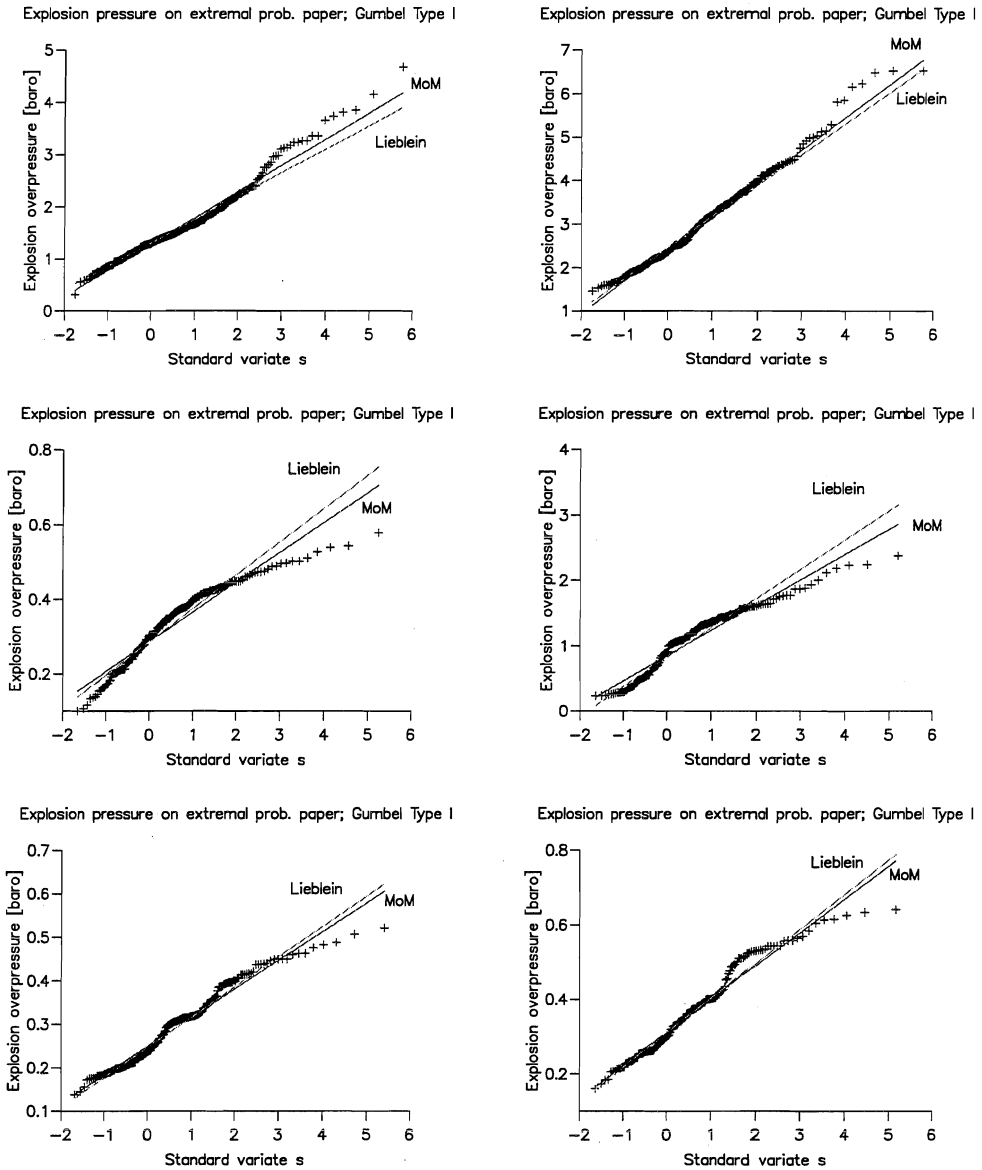 Explosion pressure on extremal prob. paper; Gumbel Type I
Explosion overpressure [baro]
5
4
3
2
1
0
MoM
Lieblein
−2 −1 0 1 2 3 4 5 6
Standard variate s
Explosion pressure on extremal prob. paper; Gumbel Type I
Explosion overpressure [baro]
7
6
5
4
3
2
1
MoM
Lieblein
−2 −1 0 1 2 3 4 5 6
Standard variate s
Explosion pressure on extremal prob. paper; Gumbel Type I
Explosion overpressure [baro]
0.8
0.6
0.4
0.2
Lieblein
MoM
−2 −1 0 1 2 3 4 5 6
Standard variate s
Explosion pressure on extremal prob. paper; Gumbel Type I
Explosion overpressure [baro]
4
3
2
1
0
Lieblein
MoM
−2 −1 0 1 2 3 4 5 6
Standard variate s
Explosion pressure on extremal prob. paper; Gumbel Type I
Explosion overpressure [baro]
0.7
0.6
0.5
0.4
0.3
0.2
0.1
Lieblein
MoM
−2 −1 0 1 2 3 4 5 6
Standard variate s
Explosion pressure on extremal prob. paper; Gumbel Type I
Explosion overpressure [baro]
0.8
0.6
0.4
0.2
Lieblein
MoM
−2 −1 0 1 2 3 4 5 6
Standard variate s